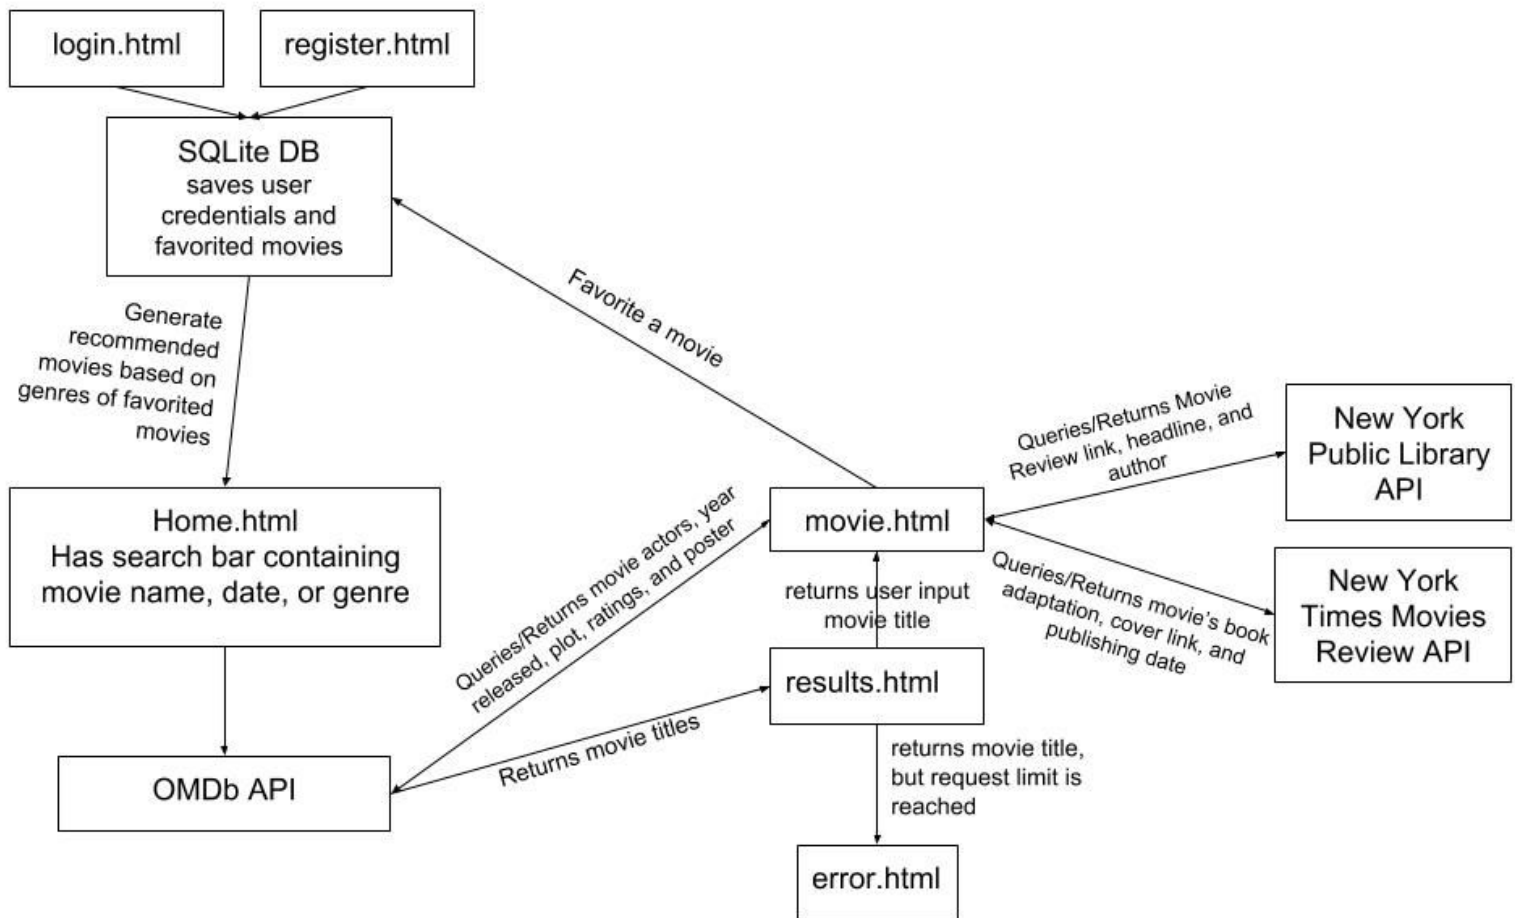 login.html
register.html
SQLite DB
saves user
credentials and
favorited movies
Generate
recommended
movies based on
genres of favorited
movies
Favorite a movie
Home.html
Has search bar containing
movie name, date, or genre
OMDb API
Queries/Returns movie actors, year
released, plot, ratings, and poster
Returns movie titles
movie.html
returns user input
movie title
results.html
returns movie title,
but request limit is
reached
error.html
Queries/Returns Movie
Review link, headline, and
author
New York
Public Library
API
Queries/Returns movie’s book
adaptation, cover link, and
publishing date
New York
Times Movies
Review API